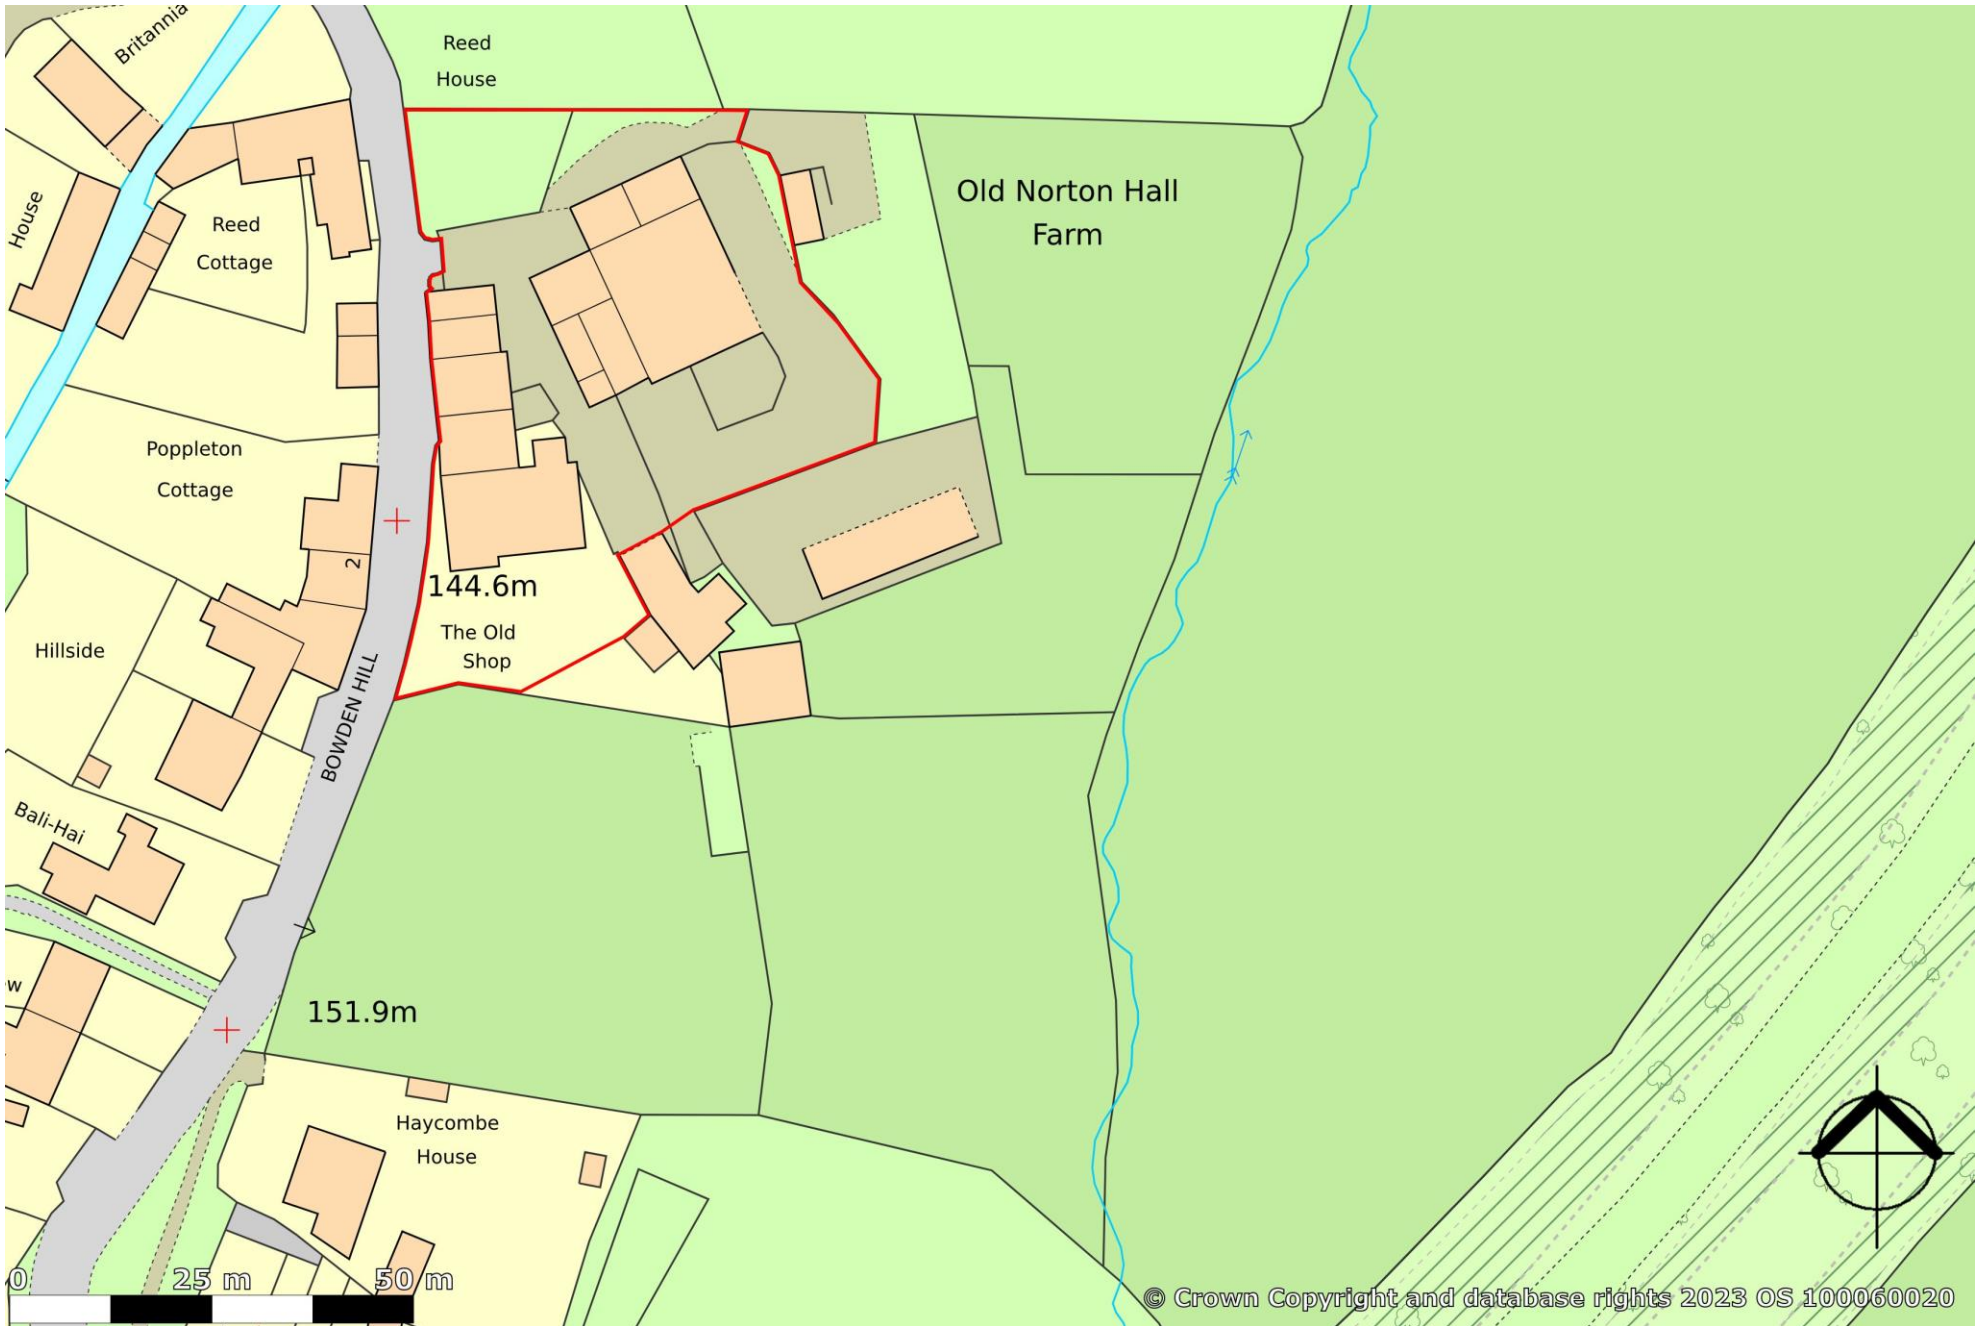 Britannia
Reed
House
House
Reed
Cottage
Old Norton Hall
Farm
Poppleton
Cottage
2
144.6m
The Old
Shop
Hillside
BOWDEN HILL
Bali-Hai
w
151.9m
Haycombe
House
0 25 m 50 m
© Crown Copyright and database rights 2023 OS 100060020